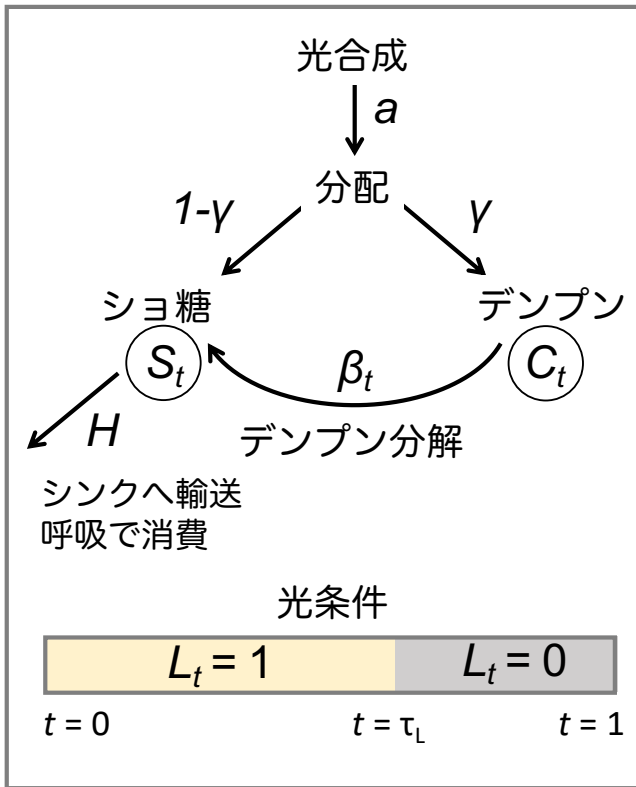 光合成
a
分配
1-γ
γ
ショ糖
デンプン
S_t
β_t
C_t
H
デンプン分解
シンクへ輸送
呼吸で消費
光条件
L_t = 1
L_t = 0
t = 0
t = τ_L
t = 1